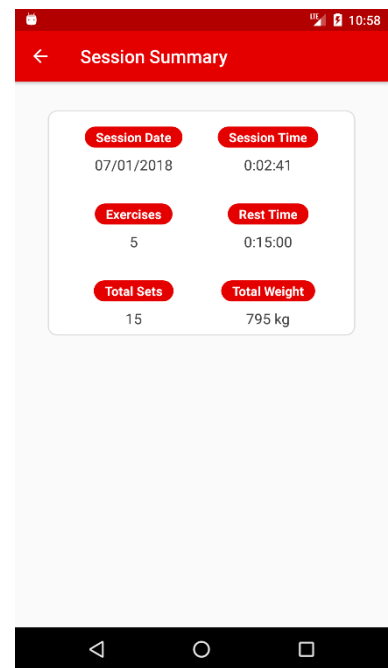 LTE 10:58
Session Summary
Session Date Session Time
07/01/2018 0:02:41
Exercises Rest Time
5 0:15:00
Total Sets Total Weight
15 795 kg